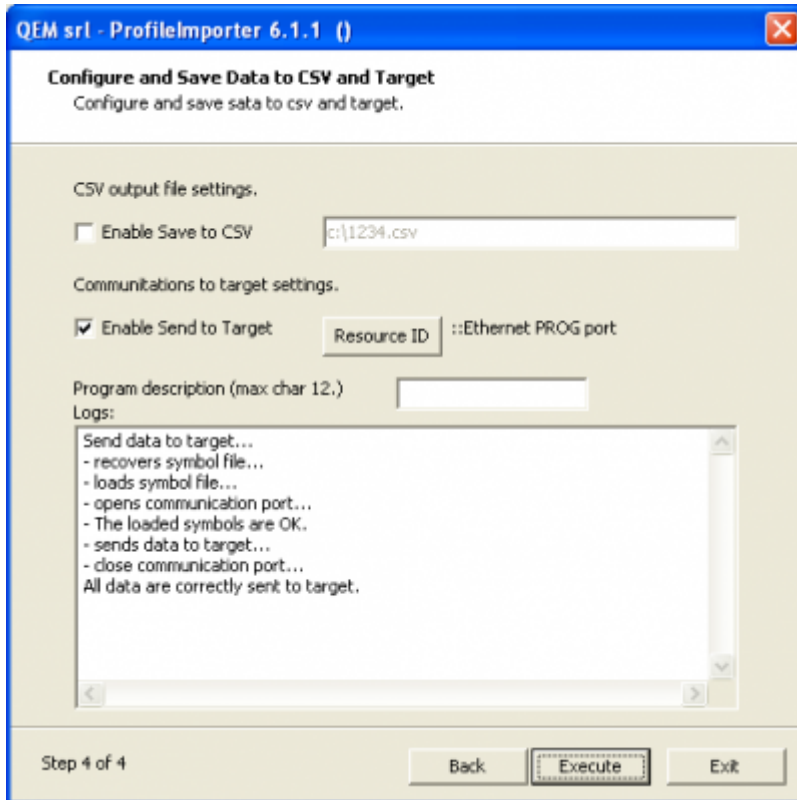 QEM srl - ProfileImporter 6.1.1 ()
Configure and Save Data to CSV and Target
Configure and save sata to csv and target.
CSV output file settings.
Enable Save to CSV
c:\1234.csv
Communitations to target settings.
Enable Send to Target
Resource ID
::Ethernet PROG port
Program description (max char 12.)
Logs:
Send data to target...
- recovers symbol file...
- loads symbol file...
- opens communication port...
- The loaded symbols are OK.
- sends data to target...
- close communication port...
All data are correctly sent to target.
Step 4 of 4
Back
Execute
Exit